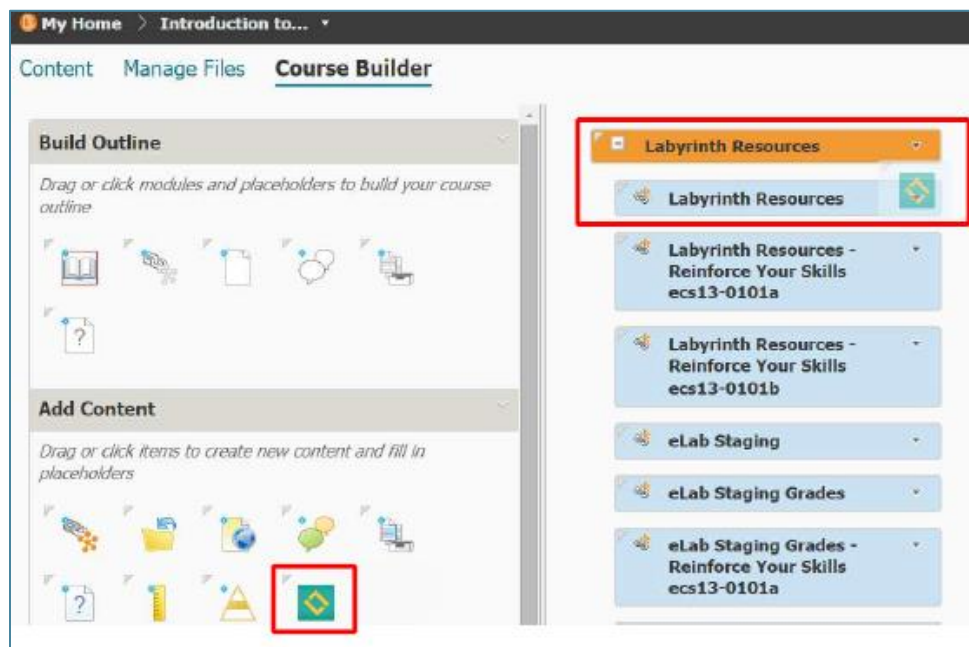 My Home > Introduction to...
Content Manage Files Course Builder
Build Outline
Drag or click modules and placeholders to build your course
outline
?
Add Content
Drag or click items to create new content and fill in
placeholders
?
Labyrinth Resources
Labyrinth Resources
Labyrinth Resources -
Reinforce Your Skills
ecs13-0101a
Labyrinth Resources -
Reinforce Your Skills
ecs13-0101b
eLab Staging
eLab Staging Grades
eLab Staging Grades -
Reinforce Your Skills
ecs13-0101a